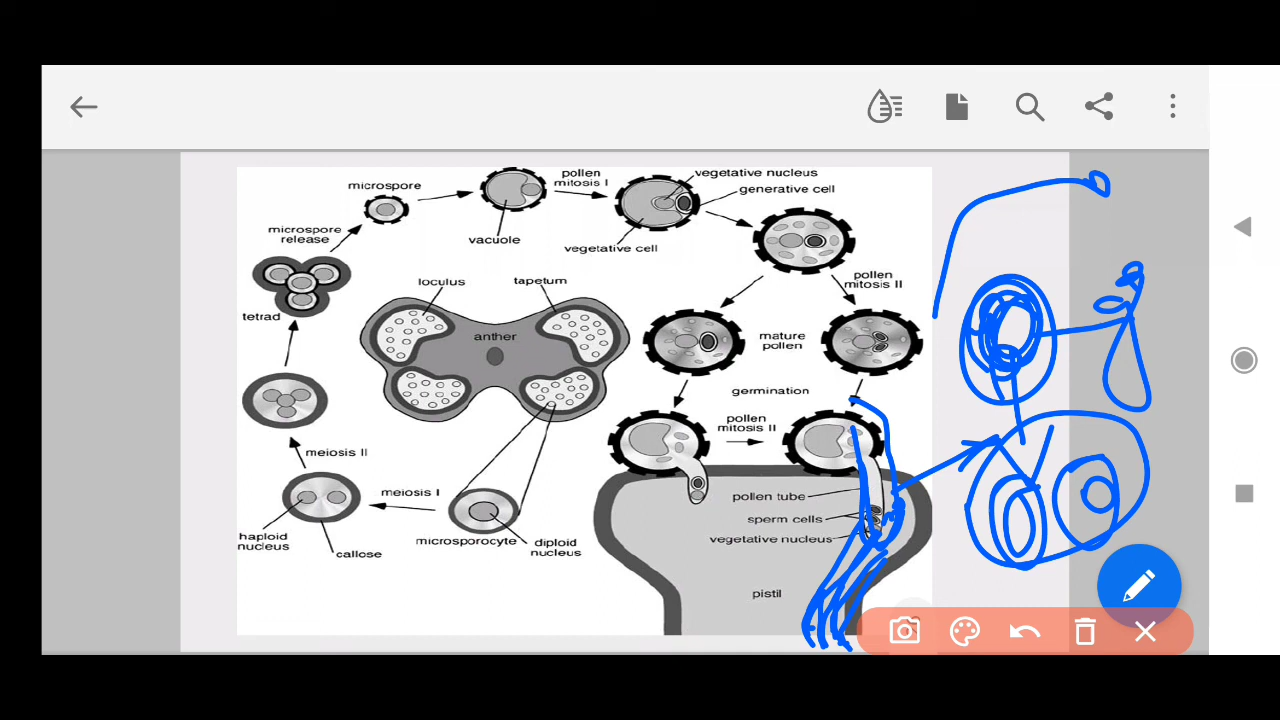 pollen
mitosis I
vegetative nucleus
generative cell
microspore
microspore
release
vacuole
vegetative cell
pollen
mitosis II
loculus
tapetum
tetrad
anther
mature
pollen
germination
pollen
mitosis II
meiosis II
meiosis I
pollen tube
sperm cells
vegetative nucleus
haploid
nucleus
callose
microsporocyte
diploid
nucleus
pistil